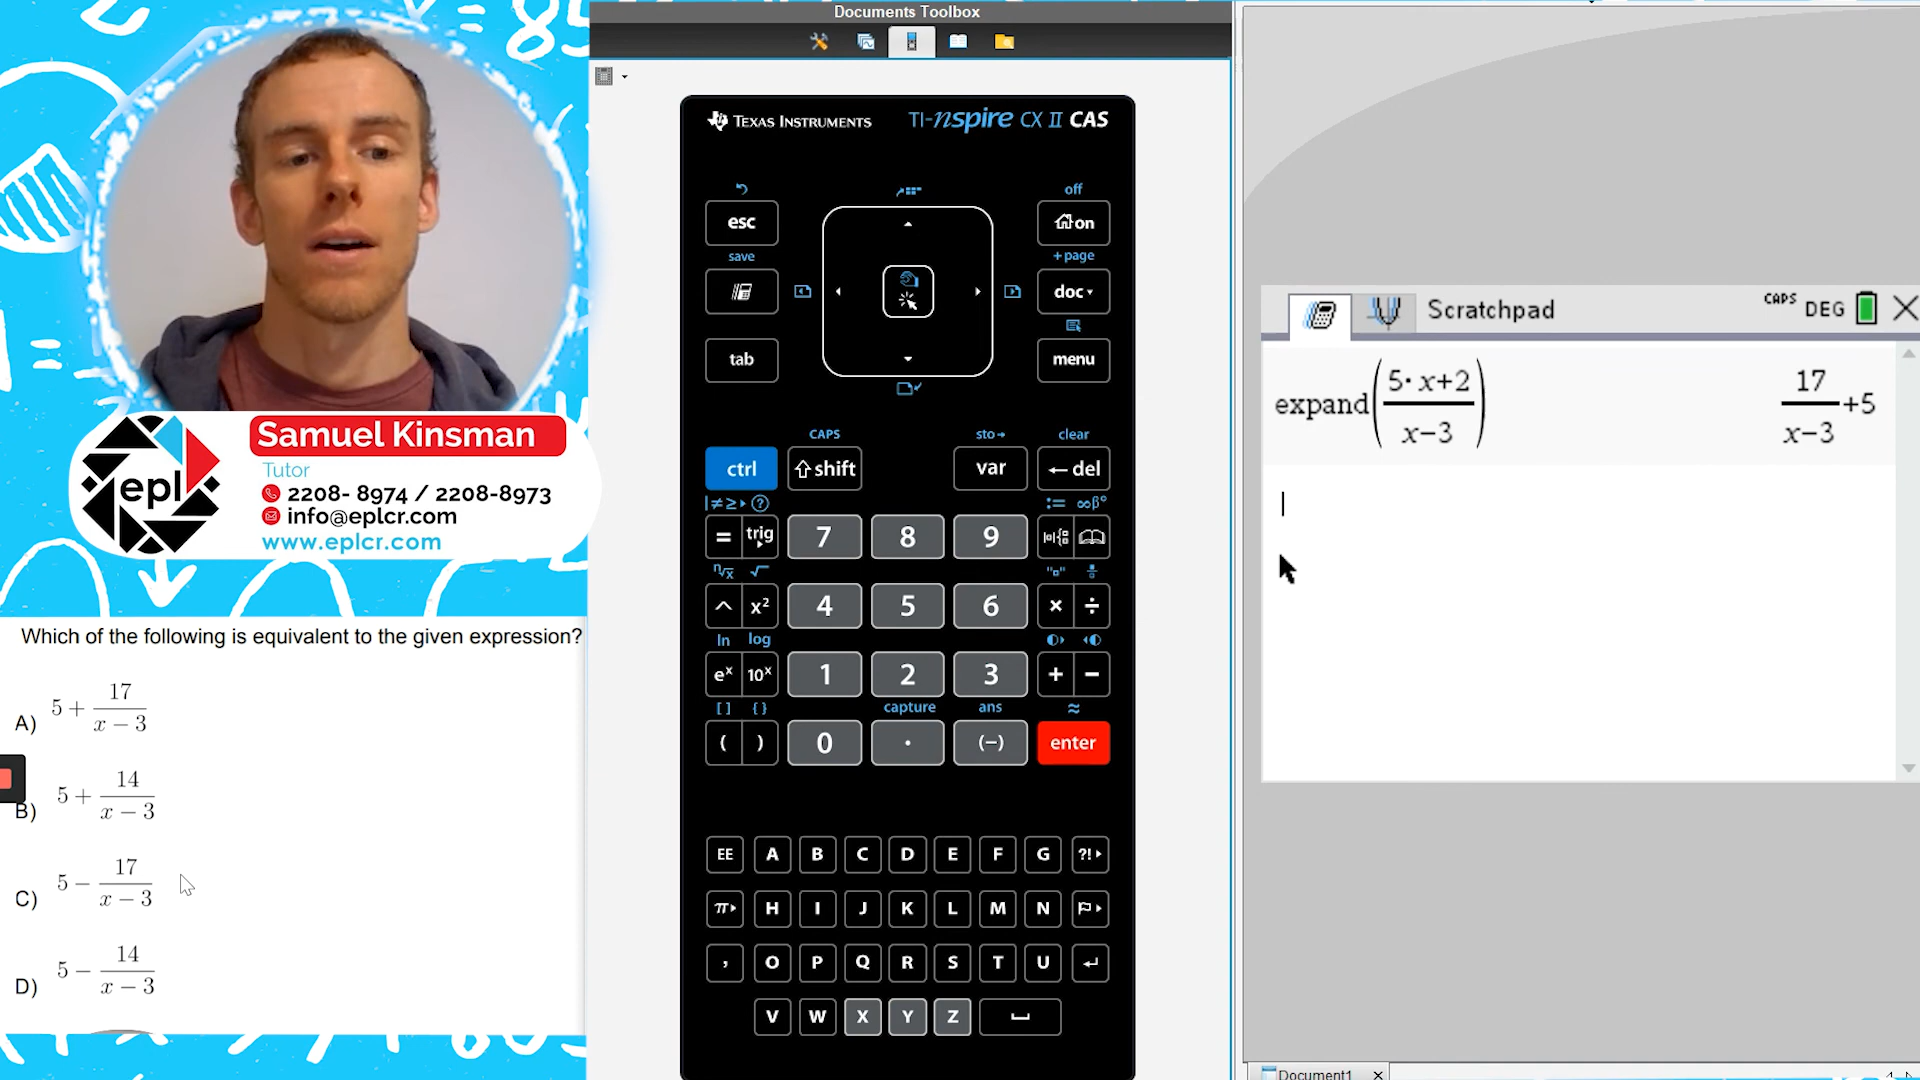 Documents Toolbox
TEXAS INSTRUMENTS TI-nspire CX II CAS
off
esc
on
save
+page
doc
tab
menu
CAPS sto→ clear
ctrl shift var ← del
|≠≥▸ ? := ∞β°
= trig 7 8 9
ⁿ√x √ "▫"
^ x² 4 5 6 × ÷
ln log
eˣ 10ˣ 1 2 3 + −
[ ] { } capture ans ≈
( ) 0 . (−) enter
EE A B C D E F G ?!▸
π▸ H I J K L M N
, O P Q R S T U ↵
V W X Y Z
Samuel Kinsman
epl
Tutor
2208- 8974 / 2208-8973
info@eplcr.com
www.eplcr.com
Which of the following is equivalent to the given expression?
A) 5 + 17/(x − 3)
B) 5 + 14/(x − 3)
C) 5 − 17/(x − 3)
D) 5 − 14/(x − 3)
Scratchpad CAPS DEG
expand((5·x+2)/(x−3)) 17/(x−3)+5
Document1